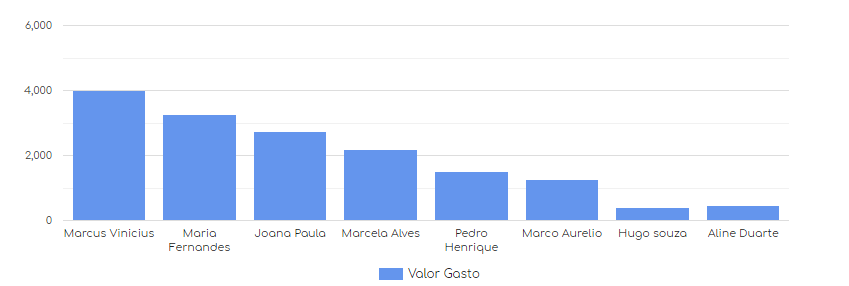 6,000
4,000
2,000
0
Marcus Vinicius
Maria
Fernandes
Joana Paula
Marcela Alves
Pedro
Henrique
Marco Aurelio
Hugo souza
Aline Duarte
Valor Gasto